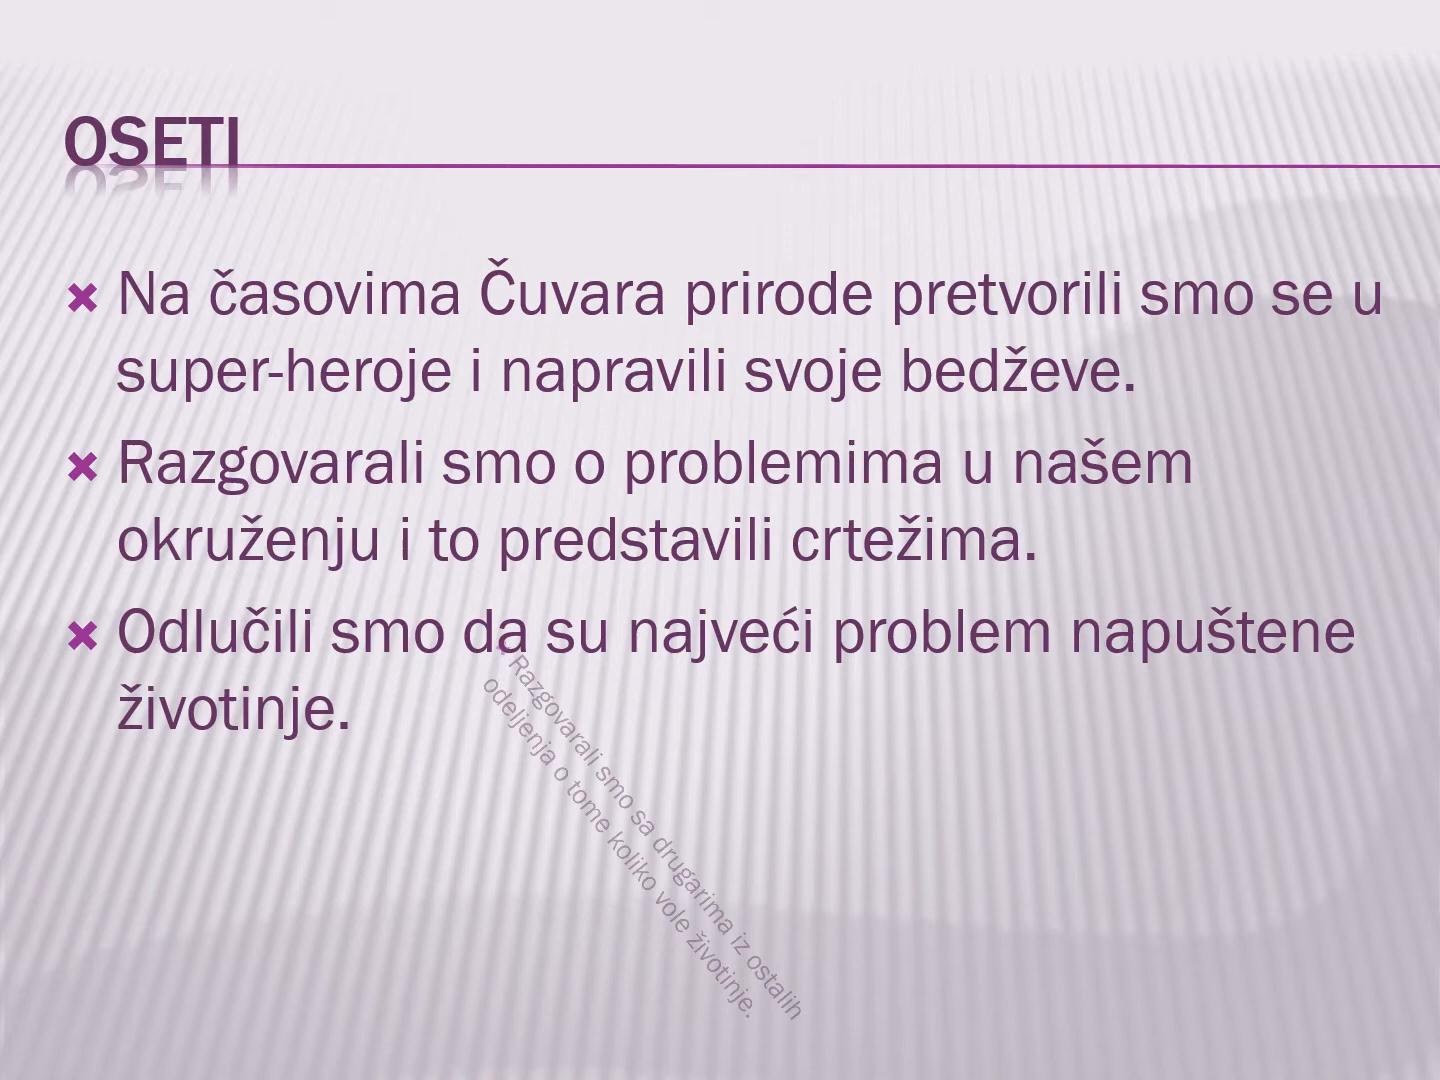 OSETI
Na časovima Čuvara prirode pretvorili smo se u
super-heroje i napravili svoje bedževe.
Razgovarali smo o problemima u našem
okruženju i to predstavili crtežima.
Odlučili smo da su najveći problem napuštene
životinje.
Razgovarali smo sa drugarima iz ostalih
odeljenja o tome koliko vole životinje.